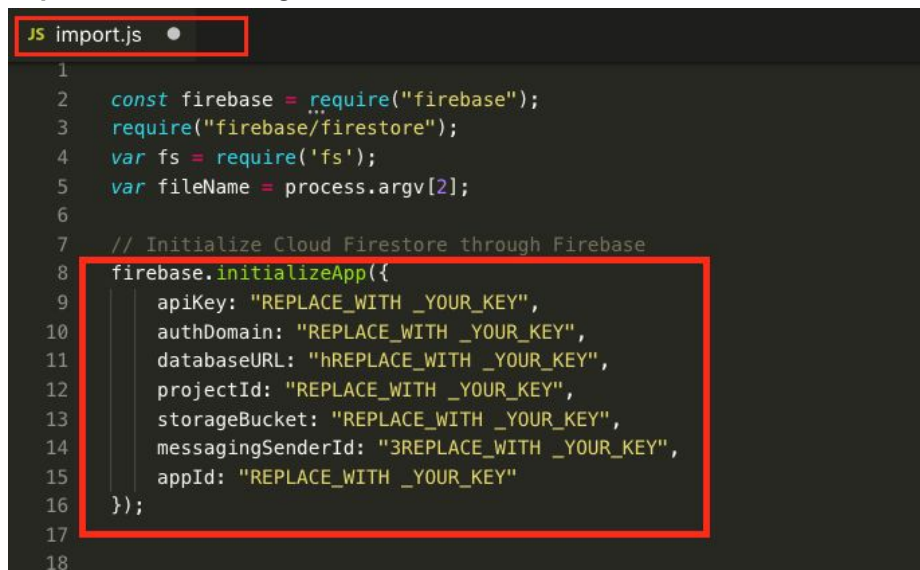 JS import.js
1
2 const firebase = require("firebase");
3 require("firebase/firestore");
4 var fs = require('fs');
5 var fileName = process.argv[2];
6
7 // Initialize Cloud Firestore through Firebase
8 firebase.initializeApp({
9 apiKey: "REPLACE_WITH _YOUR_KEY",
10 authDomain: "REPLACE_WITH _YOUR_KEY",
11 databaseURL: "hREPLACE_WITH _YOUR_KEY",
12 projectId: "REPLACE_WITH _YOUR_KEY",
13 storageBucket: "REPLACE_WITH _YOUR_KEY",
14 messagingSenderId: "3REPLACE_WITH _YOUR_KEY",
15 appId: "REPLACE_WITH _YOUR_KEY"
16 });
17
18